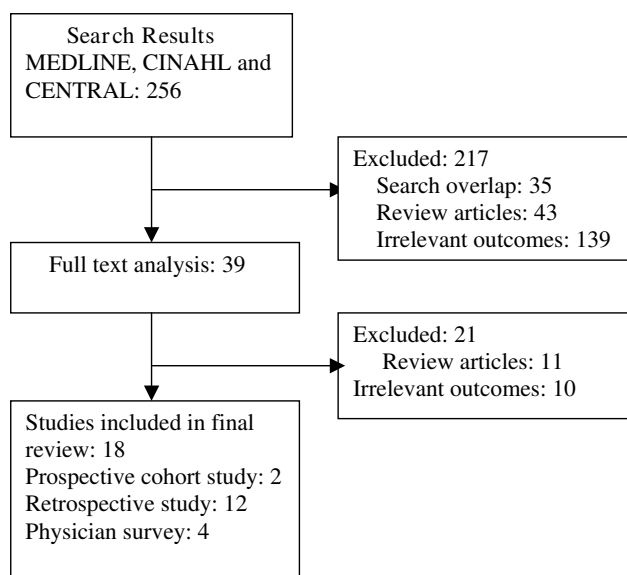 Search Results
MEDLINE, CINAHL and
CENTRAL: 256
Excluded: 217
Search overlap: 35
Review articles: 43
Irrelevant outcomes: 139
Full text analysis: 39
Excluded: 21
Review articles: 11
Irrelevant outcomes: 10
Studies included in final
review: 18
Prospective cohort study: 2
Retrospective study: 12
Physician survey: 4